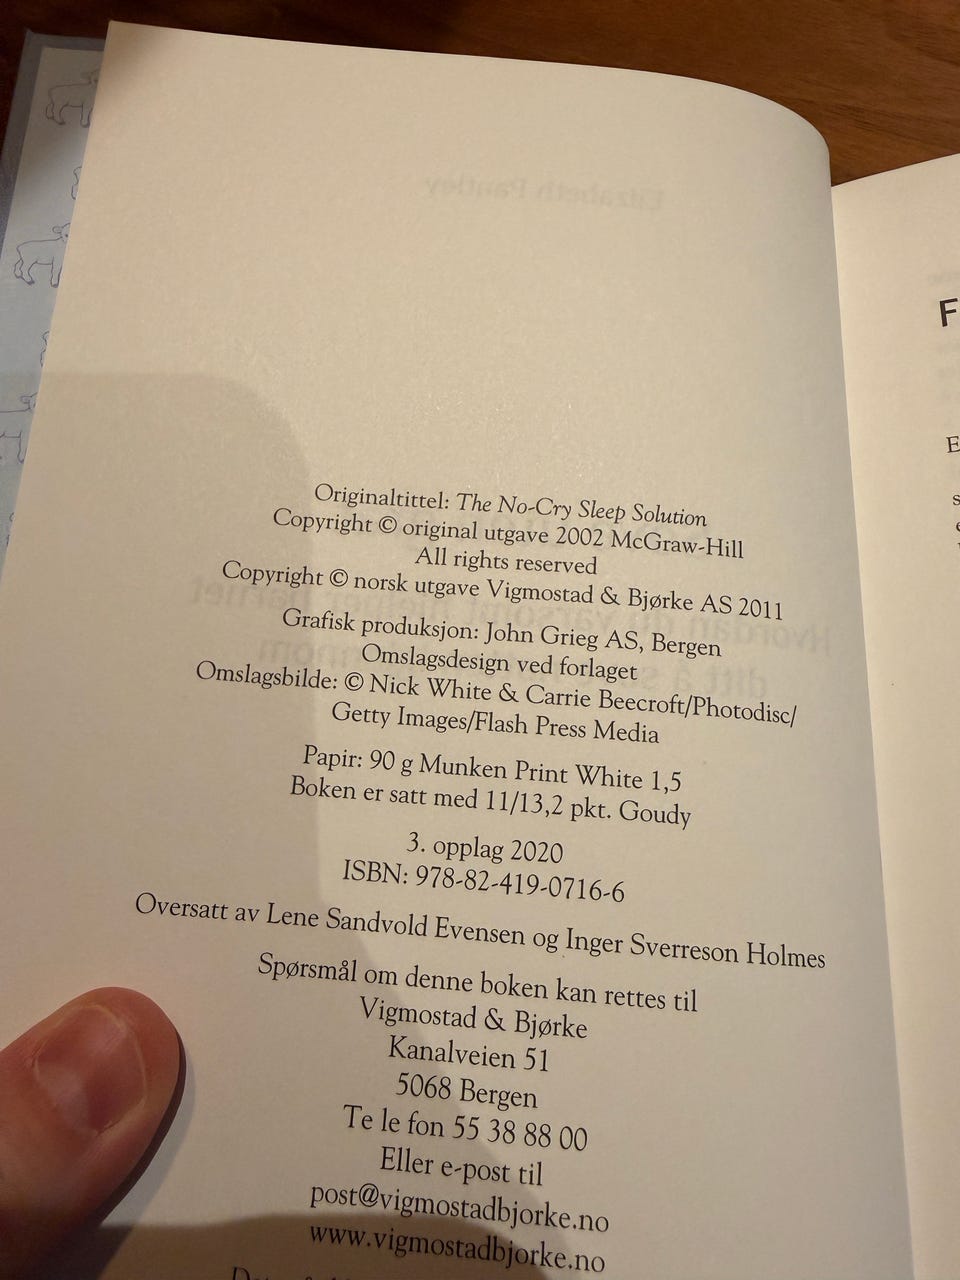 Elizabeth Pantley
Originaltittel: The No-Cry Sleep Solution
Copyright © original utgave 2002 McGraw-Hill
All rights reserved
Copyright © norsk utgave Vigmostad & Bjørke AS 2011
Grafisk produksjon: John Grieg AS, Bergen
Omslagsdesign ved forlaget
Omslagsbilde: © Nick White & Carrie Beecroft/Photodisc/
Getty Images/Flash Press Media
Papir: 90 g Munken Print White 1,5
Boken er satt med 11/13,2 pkt. Goudy
3. opplag 2020
ISBN: 978-82-419-0716-6
Oversatt av Lene Sandvold Evensen og Inger Sverreson Holmes
Spørsmål om denne boken kan rettes til
Vigmostad & Bjørke
Kanalveien 51
5068 Bergen
Te le fon 55 38 88 00
Eller e-post til
post@vigmostadbjorke.no
www.vigmostadbjorke.no
F
E
s
e